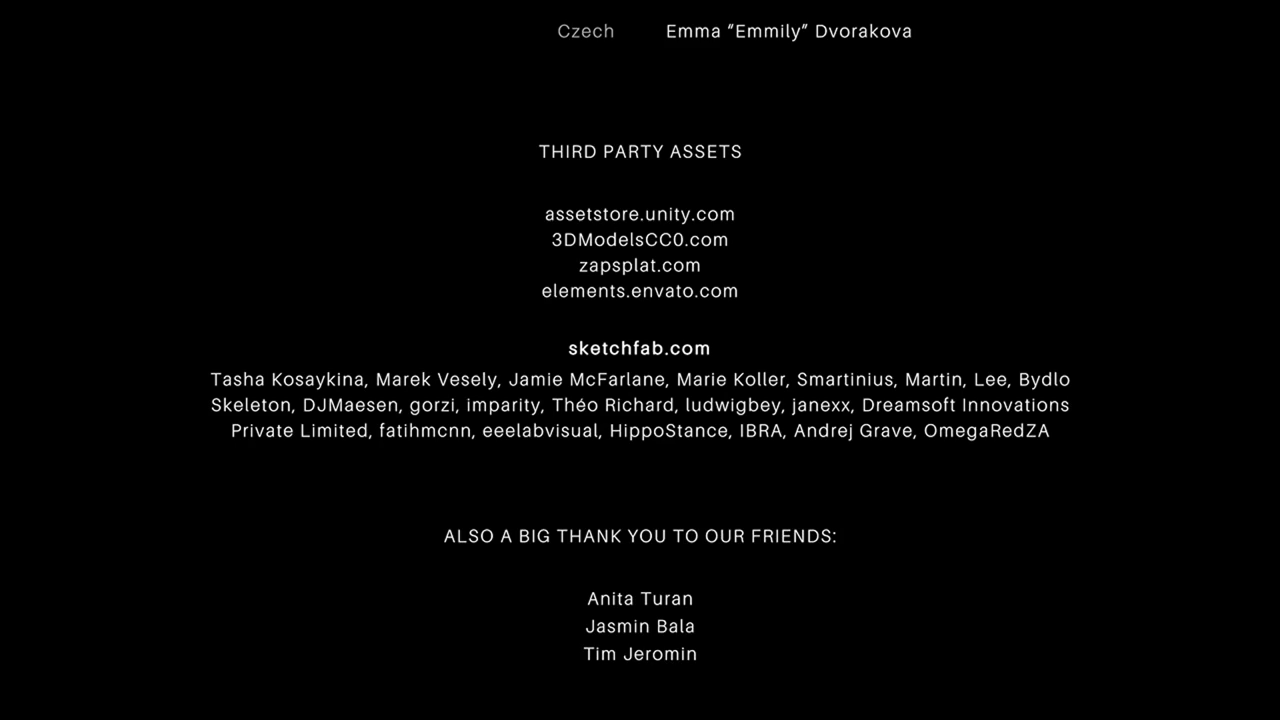 Czech Emma “Emmily” Dvorakova
THIRD PARTY ASSETS
assetstore.unity.com
3DModelsCC0.com
zapsplat.com
elements.envato.com
sketchfab.com
Tasha Kosaykina, Marek Vesely, Jamie McFarlane, Marie Koller, Smartinius, Martin, Lee, Bydlo
Skeleton, DJMaesen, gorzi, imparity, Théo Richard, ludwigbey, janexx, Dreamsoft Innovations
Private Limited, fatihmcnn, eeelabvisual, HippoStance, IBRA, Andrej Grave, OmegaRedZA
ALSO A BIG THANK YOU TO OUR FRIENDS:
Anita Turan
Jasmin Bala
Tim Jeromin